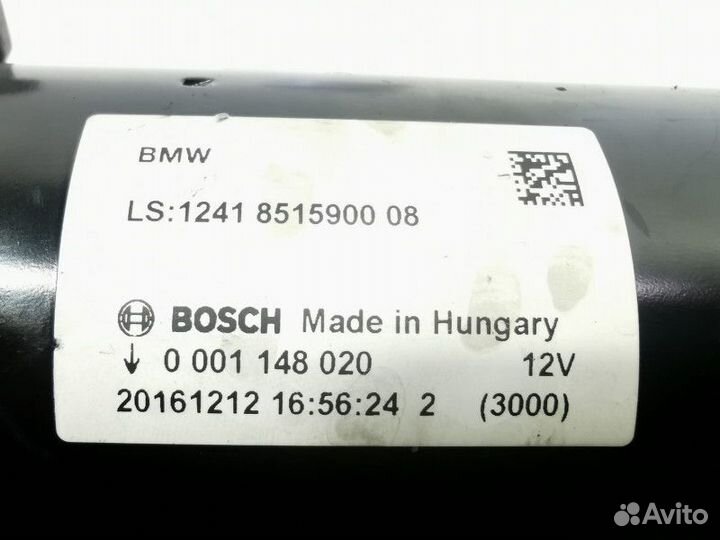 BMW
LS:1241 8515900 08
BOSCH Made in Hungary
↓ 0 001 148 020 12V
20161212 16:56:24 2 (3000)
Avito